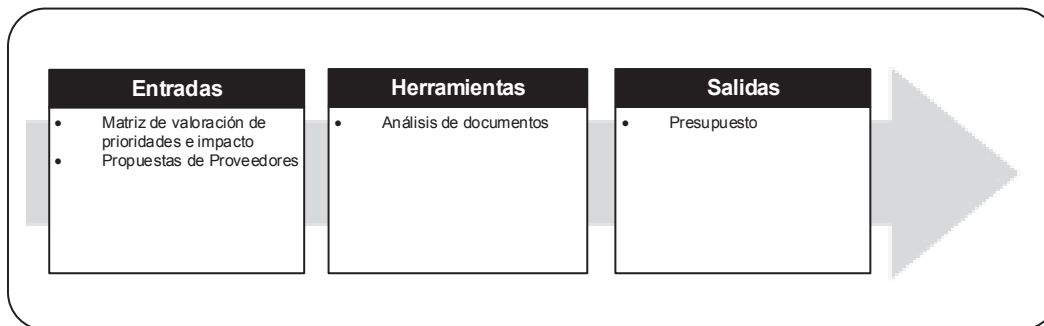 Entradas
• Matriz de valoración de
prioridades e impacto
• Propuestas de Proveedores
Herramientas
• Análisis de documentos
Salidas
• Presupuesto